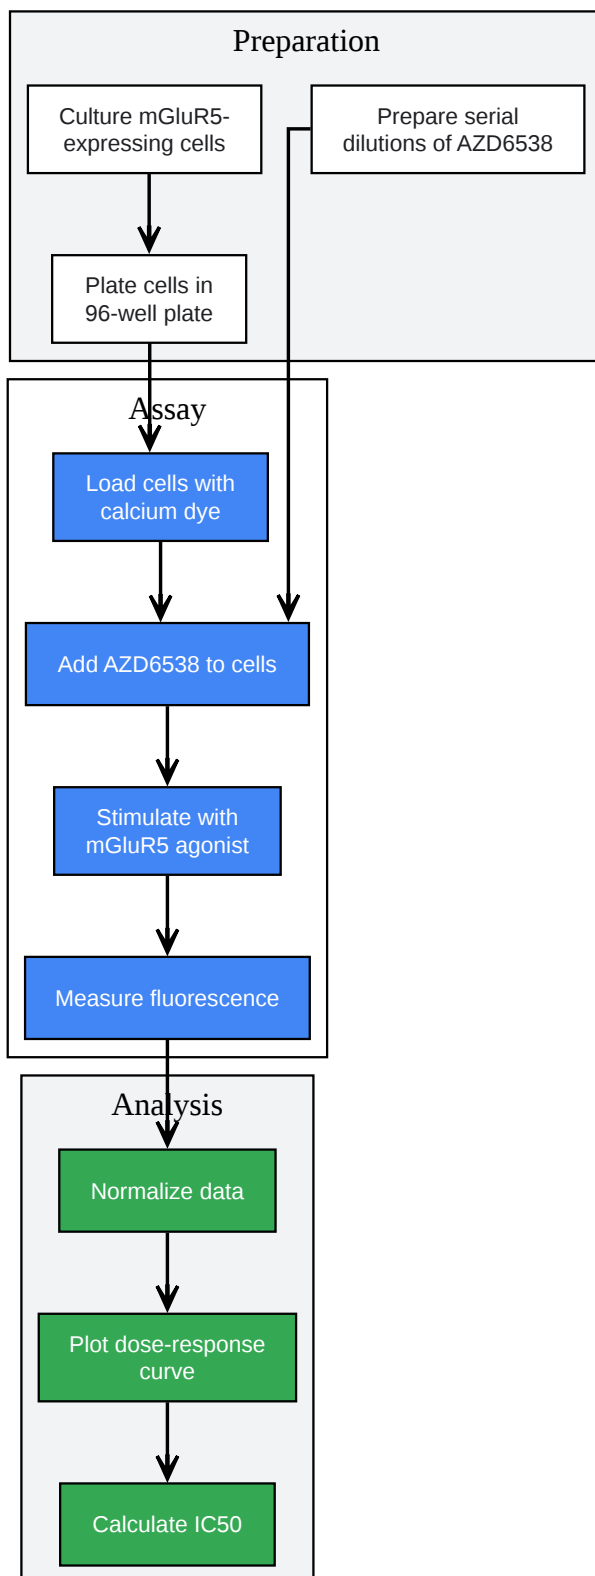 Preparation
Culture mGluR5-
expressing cells
Prepare serial
dilutions of AZD6538
Plate cells in
96-well plate
Assay
Load cells with
calcium dye
Add AZD6538 to cells
Stimulate with
mGluR5 agonist
Measure fluorescence
Analysis
Normalize data
Plot dose-response
curve
Calculate IC50